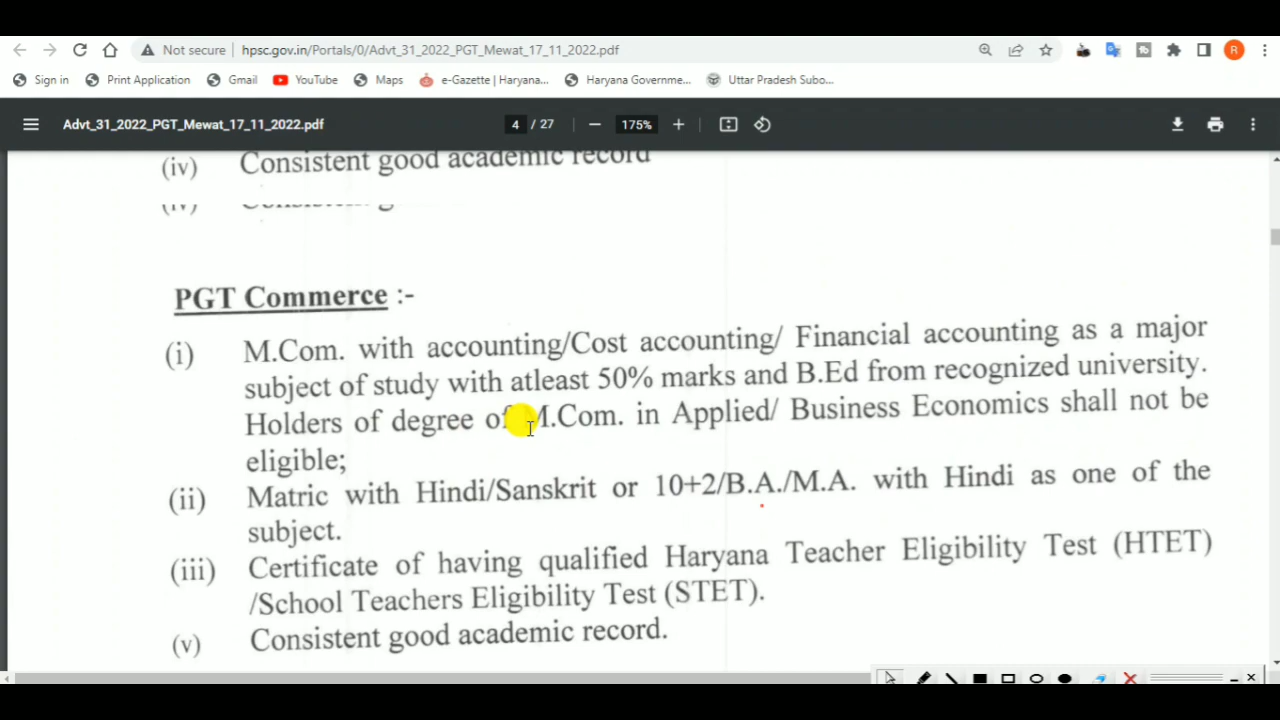 Not secure | hpsc.gov.in/Portals/0/Advt_31_2022_PGT_Mewat_17_11_2022.pdf
R
Sign in Print Application Gmail YouTube Maps e-Gazette | Haryana... Haryana Governme... Uttar Pradesh Subo...
Advt_31_2022_PGT_Mewat_17_11_2022.pdf 4 / 27 — 175% +
(iv) Consistent good academic record
PGT Commerce :-
(i) M.Com. with accounting/Cost accounting/ Financial accounting as a major
subject of study with atleast 50% marks and B.Ed from recognized university.
Holders of degree of M.Com. in Applied/ Business Economics shall not be
eligible;
(ii) Matric with Hindi/Sanskrit or 10+2/B.A./M.A. with Hindi as one of the
subject.
(iii) Certificate of having qualified Haryana Teacher Eligibility Test (HTET)
/School Teachers Eligibility Test (STET).
(v) Consistent good academic record.